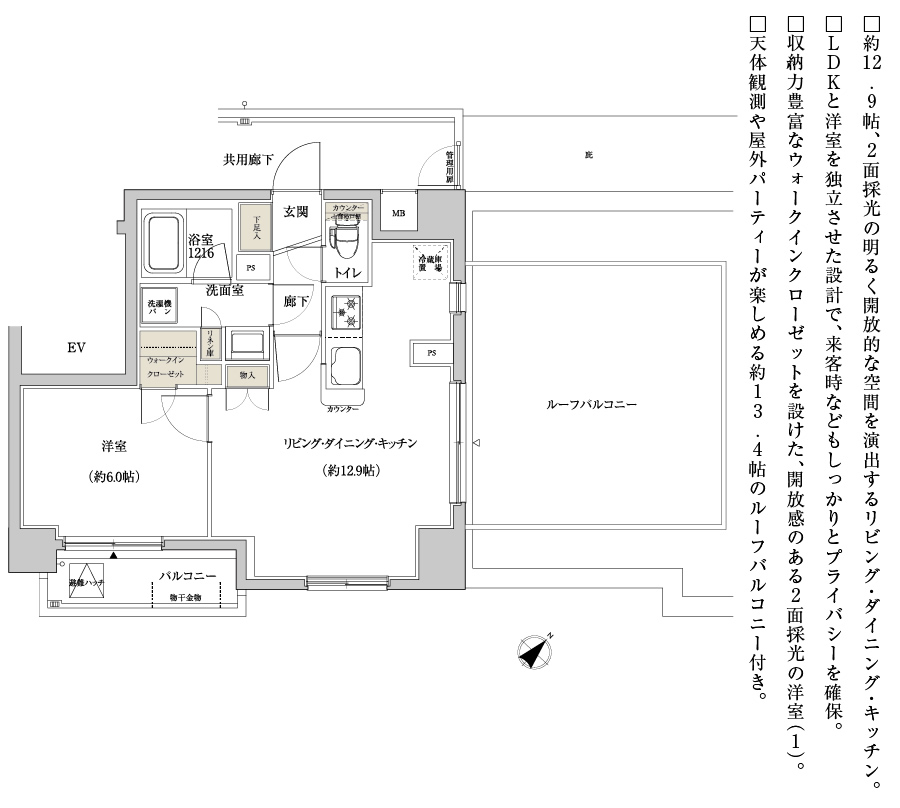 □約12.9帖、2面採光の明るく開放的な空間を演出するリビング・ダイニング・キッチン。
□LDKと洋室を独立させた設計で、来客時などもしっかりとプライバシーを確保。
□収納力豊富なウォークインクローゼットを設けた、開放感のある2面採光の洋室(1)。
□天体観測や屋外パーティーが楽しめる約13.4帖のルーフバルコニー付き。
共用廊下
管理用扉
庇
玄関
下足入
カウンター
MB
浴室
1216
PS
トイレ
冷蔵庫
置場
洗面室
廊下
洗濯機
パン
リネン庫
EV
ウォークイン
クローゼット
物入
PS
カウンター
ルーフバルコニー
洋室
(約6.0帖)
リビング・ダイニング・キッチン
(約12.9帖)
避難ハッチ
バルコニー
物干金物
N